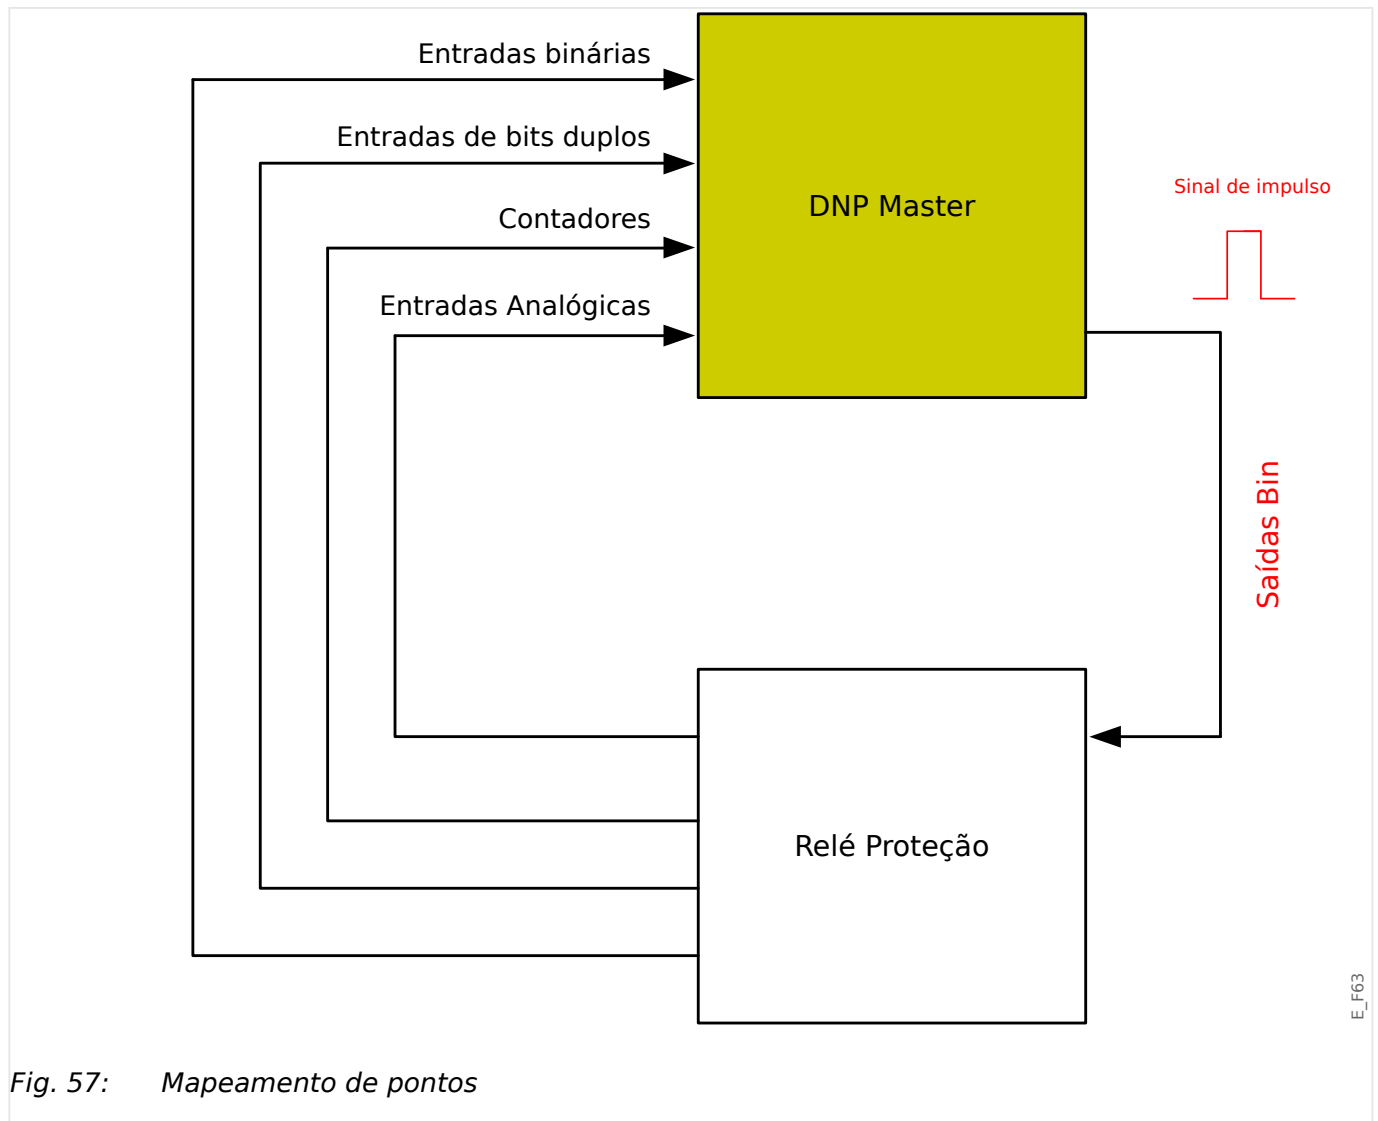 Entradas binárias
Entradas de bits duplos
Contadores
Entradas Analógicas
DNP Master
Sinal de impulso
Saídas Bin
Relé Proteção
E_F63
Fig. 57: Mapeamento de pontos